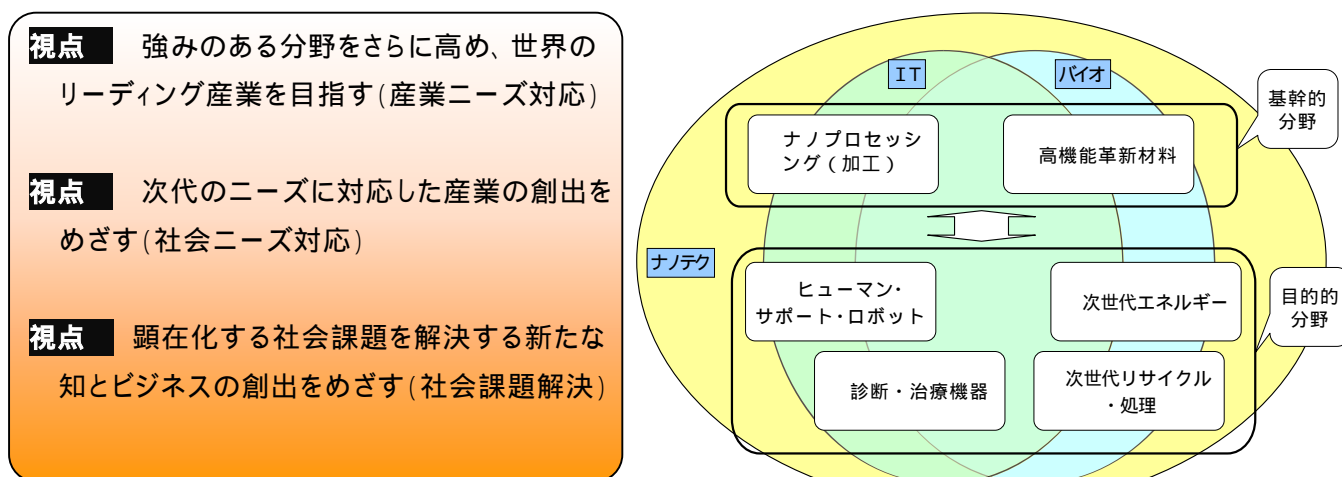 視点 強みのある分野をさらに高め、世界の
リーディング産業を目指す(産業ニーズ対応)
視点 次代のニーズに対応した産業の創出を
めざす(社会ニーズ対応)
視点 顕在化する社会課題を解決する新たな
知とビジネスの創出をめざす(社会課題解決)
IT
バイオ
基幹的
分野
ナノプロセッシ
ング(加工)
高機能革新材料
ナノテク
ヒューマン・
サポート・ロボット
次世代エネルギー
目的的
分野
診断・治療機器
次世代リサイクル
・処理